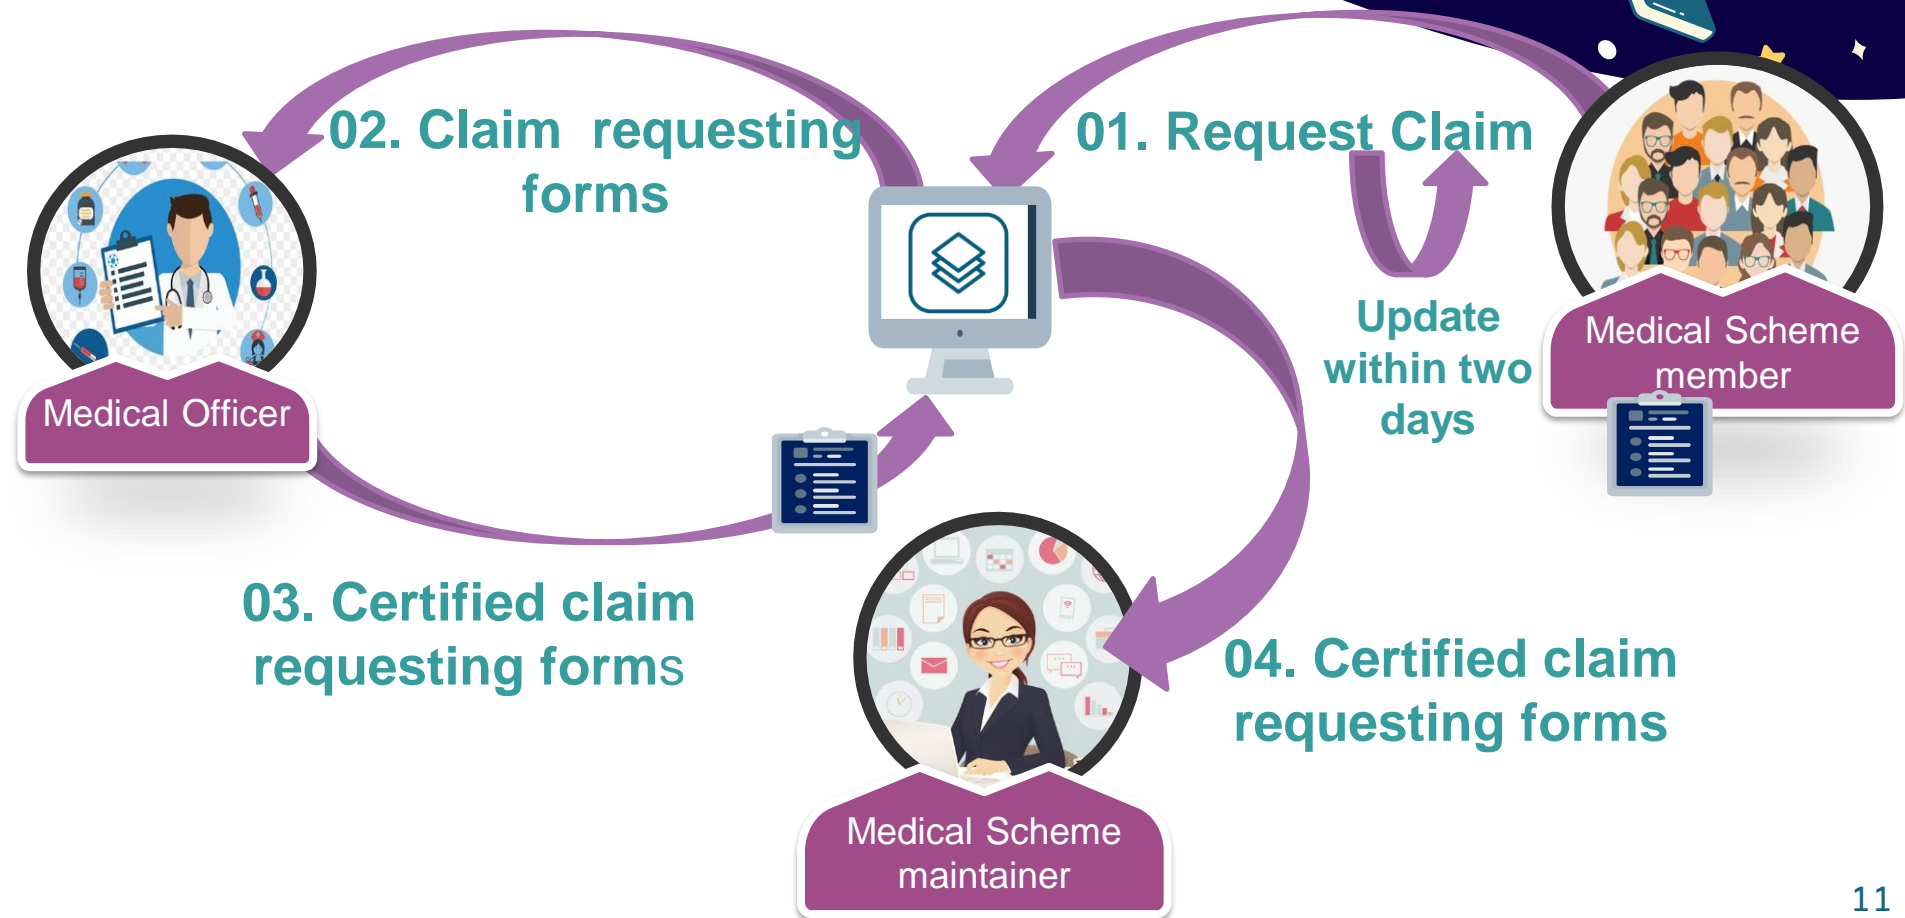 02. Claim requesting
forms
01. Request Claim
Update
within two
days
Medical Scheme
member
Medical Officer
03. Certified claim
requesting forms
04. Certified claim
requesting forms
Medical Scheme
maintainer
11